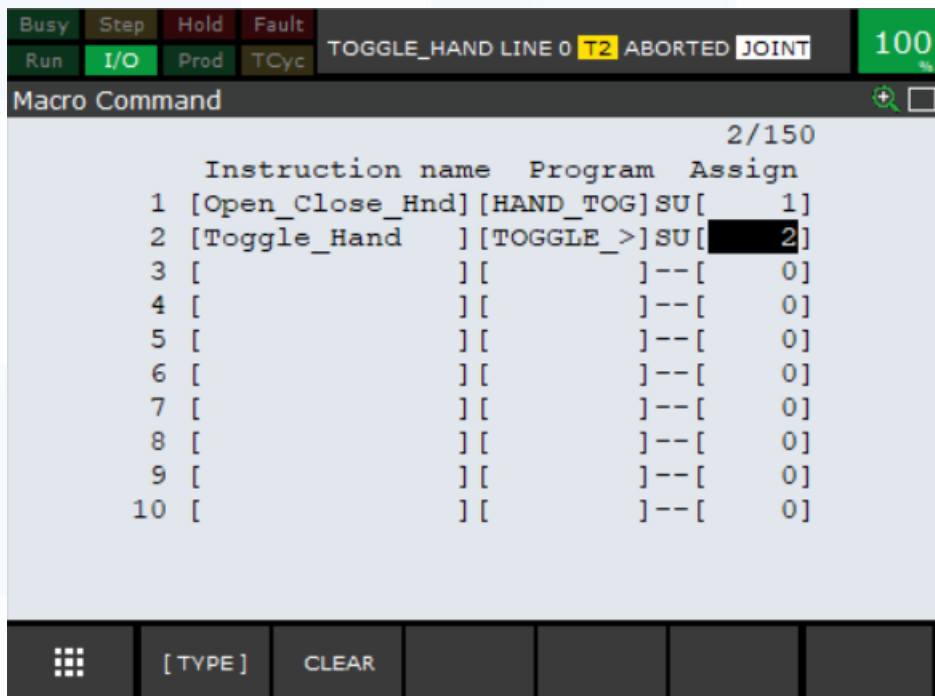 Busy Step Hold Fault
Run I/O Prod TCyc
TOGGLE_HAND LINE 0 T2 ABORTED JOINT
100
%
Macro Command
2/150
Instruction name Program Assign
1 [Open_Close_Hnd][HAND_TOG]SU[ 1]
2 [Toggle_Hand ][TOGGLE_>]SU[ 2]
3 [ ][ ]--[ 0]
4 [ ][ ]--[ 0]
5 [ ][ ]--[ 0]
6 [ ][ ]--[ 0]
7 [ ][ ]--[ 0]
8 [ ][ ]--[ 0]
9 [ ][ ]--[ 0]
10 [ ][ ]--[ 0]
[ TYPE ] CLEAR